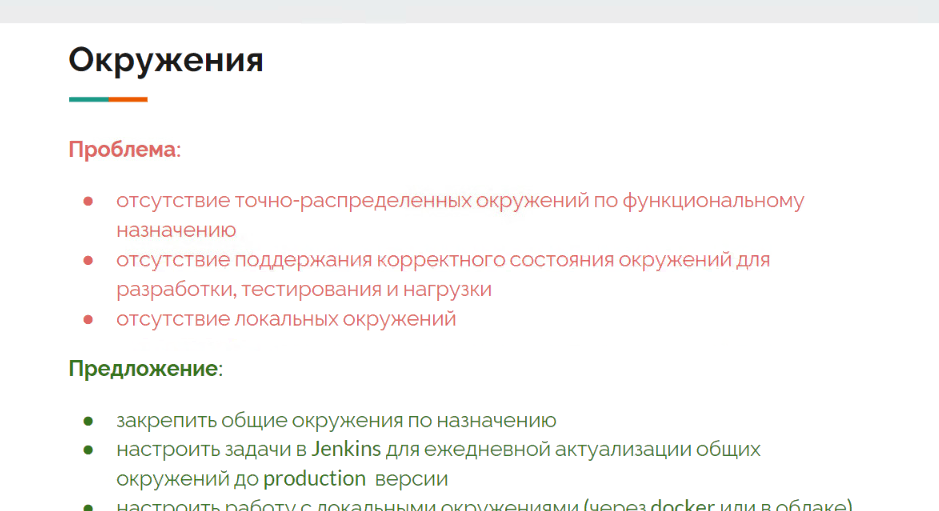 Окружения
Проблема:
● отсутствие точно-распределенных окружений по функциональному
назначению
● отсутствие поддержания корректного состояния окружений для
разработки, тестирования и нагрузки
● отсутствие локальных окружений
Предложение:
● закрепить общие окружения по назначению
● настроить задачи в Jenkins для ежедневной актуализации общих
окружений до production версии
● настроить работу с локальными окружениями (через docker или в облаке)